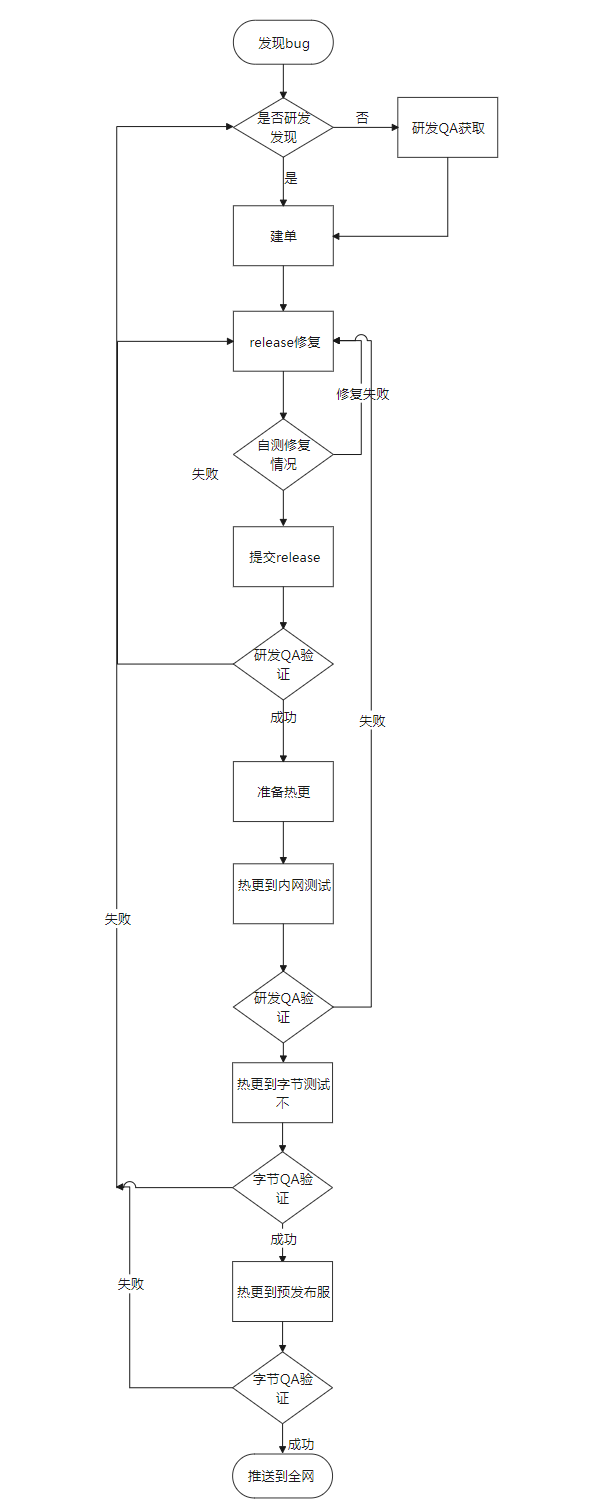 发现bug
是否研发
发现
否
研发QA获取
是
建单
release修复
修复失败
自测修复
情况
失败
提交release
研发QA验
证
成功
失败
准备热更
热更到内网测试
失败
研发QA验
证
热更到字节测试
不
字节QA验
证
成功
失败
热更到预发布服
字节QA验
证
成功
推送到全网